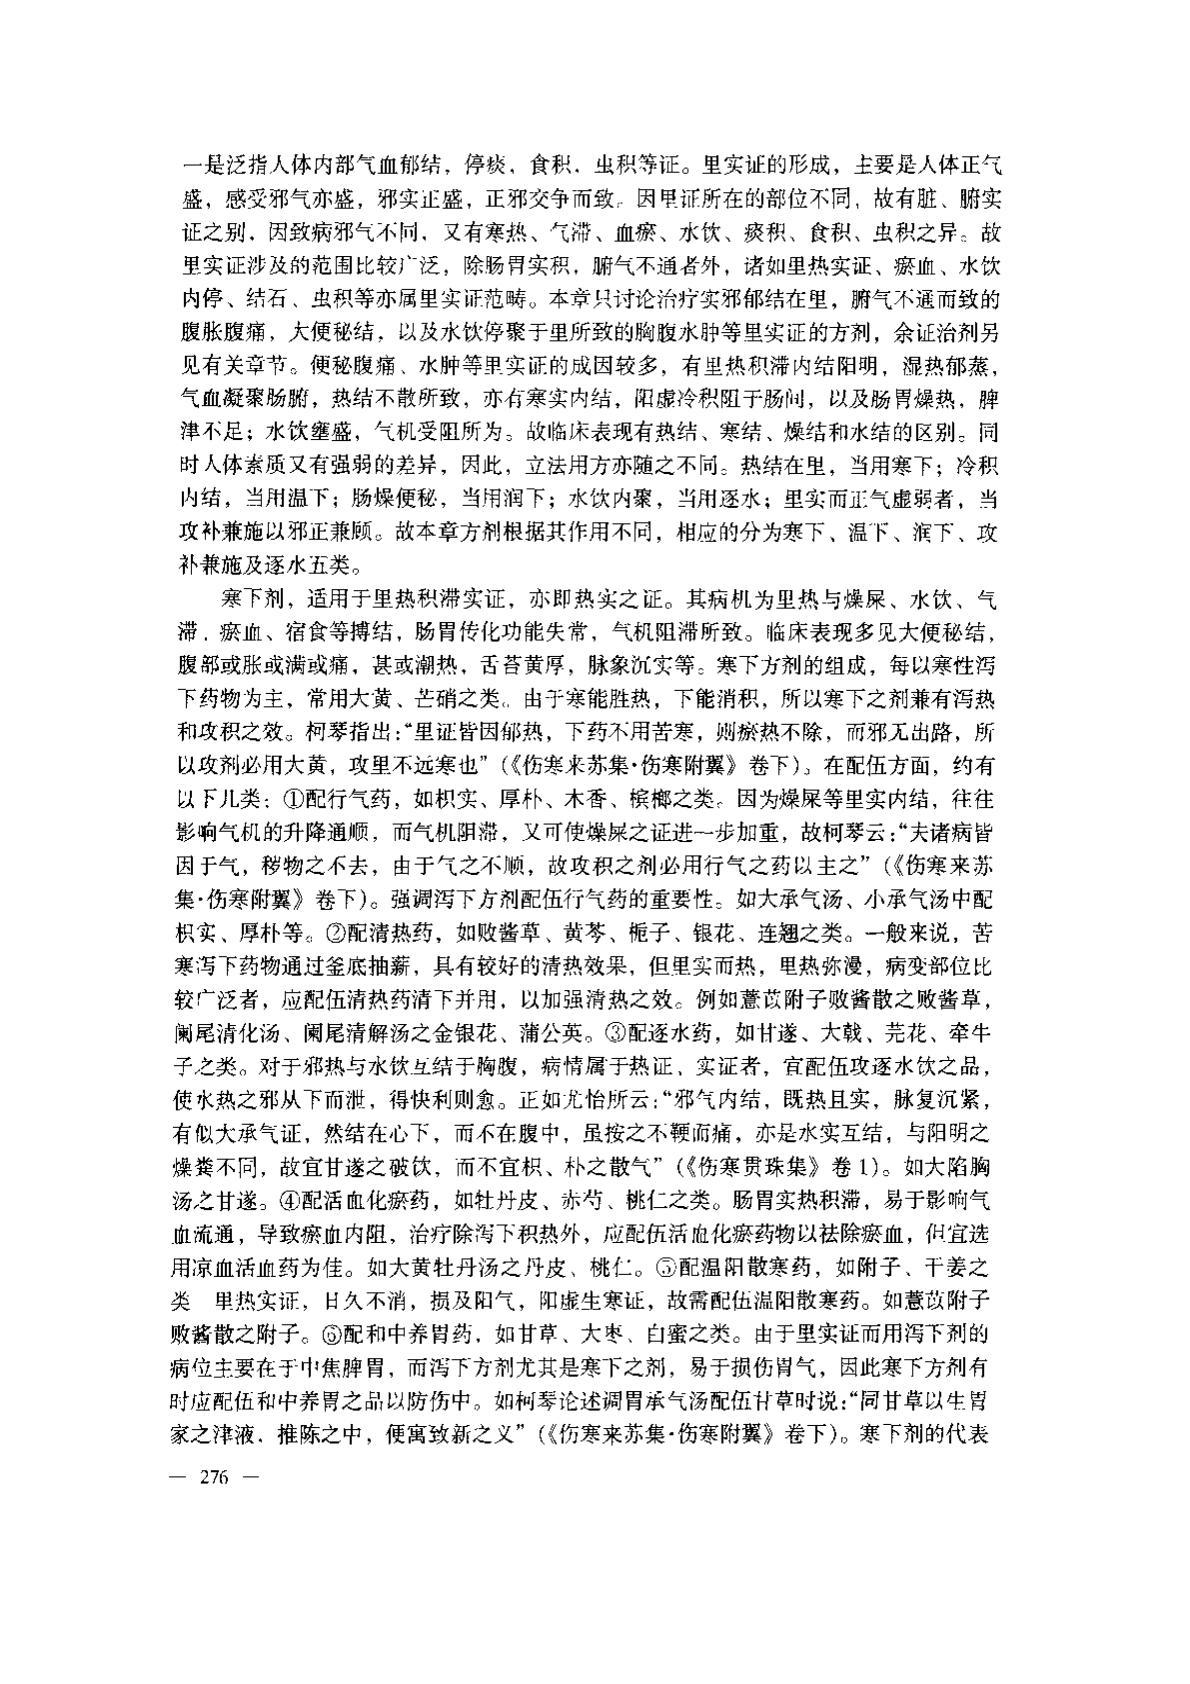 一是泛指人体内部气血郁结，停痰，食积，虫积等证。里实证的形成，主要是人体正气
盛，感受邪气亦盛，邪实正盛，正邪交争而致。因里证所在的部位不同，故有脏、腑实
证之别，因致病邪气不同，又有寒热、气滞、血瘀、水饮、痰积、食积、虫积之异。故
里实证涉及的范围比较广泛，除肠胃实积，腑气不通者外，诸如里热实证、瘀血、水饮
内停、结石、虫积等亦属里实证范畴。本章只讨论治疗实邪郁结在里，腑气不通而致的
腹胀腹痛，大便秘结，以及水饮停聚于里所致的胸腹水肿等里实证的方剂，余证治剂另
见有关章节。便秘腹痛、水肿等里实证的成因较多，有里热积滞内结阳明，湿热郁蒸，
气血凝聚肠腑，热结不散所致，亦有寒实内结，阳虚冷积阻于肠间，以及肠胃燥热，脾
津不足；水饮壅盛，气机受阻所为。故临床表现有热结、寒结、燥结和水结的区别。同
时人体素质又有强弱的差异，因此，立法用方亦随之不同。热结在里，当用寒下；冷积
内结，当用温下；肠燥便秘，当用润下；水饮内聚，当用逐水；里实而正气虚弱者，当
攻补兼施以邪正兼顾。故本章方剂根据其作用不同，相应的分为寒下、温下、润下、攻
补兼施及逐水五类。
寒下剂，适用于里热积滞实证，亦即热实之证。其病机为里热与燥屎、水饮、气
滞，瘀血、宿食等搏结，肠胃传化功能失常，气机阻滞所致。临床表现多见大便秘结，
腹部或胀或满或痛，甚或潮热，舌苔黄厚，脉象沉实等。寒下方剂的组成，每以寒性泻
下药物为主，常用大黄、芒硝之类。由于寒能胜热，下能消积，所以寒下之剂兼有泻热
和攻积之效。柯琴指出：“里证皆因郁热，下药不用苦寒，则瘀热不除，而邪无出路，所
以攻剂必用大黄，攻里不远寒也”（《伤寒来苏集·伤寒附翼》卷下）。在配伍方面，约有
以下几类：①配行气药，如枳实、厚朴、木香、槟榔之类。因为燥屎等里实内结，往往
影响气机的升降通顺，而气机阻滞，又可使燥屎之证进一步加重，故柯琴云：“夫诸病皆
因于气，秽物之不去，由于气之不顺，故攻积之剂必用行气之药以主之”（《伤寒来苏
集·伤寒附翼》卷下）。强调泻下方剂配伍行气药的重要性。如大承气汤、小承气汤中配
枳实、厚朴等。②配清热药，如败酱草、黄芩、栀子、银花、连翘之类。一般来说，苦
寒泻下药物通过釜底抽薪，具有较好的清热效果，但里实而热，里热弥漫，病变部位比
较广泛者，应配伍清热药清下并用，以加强清热之效。例如薏苡附子败酱散之败酱草，
阑尾清化汤、阑尾清解汤之金银花、蒲公英。③配逐水药，如甘遂、大戟、芫花、牵牛
子之类。对于邪热与水饮互结于胸腹，病情属于热证、实证者，宜配伍攻逐水饮之品，
使水热之邪从下而泄，得快利则愈。正如尤怡所云：“邪气内结，既热且实，脉复沉紧，
有似大承气证，然结在心下，而不在腹中，虽按之不鞕而痛，亦是水实互结，与阳明之
燥粪不同，故宜甘遂之破饮，而不宜枳、朴之散气”（《伤寒贯珠集》卷1）。如大陷胸
汤之甘遂。④配活血化瘀药，如牡丹皮、赤芍、桃仁之类。肠胃实热积滞，易于影响气
血流通，导致瘀血内阻，治疗除泻下积热外，应配伍活血化瘀药物以祛除瘀血，但宜选
用凉血活血药为佳。如大黄牡丹汤之丹皮、桃仁。⑤配温阳散寒药，如附子、干姜之
类　里热实证，日久不消，损及阳气，阳虚生寒证，故需配伍温阳散寒药。如薏苡附子
败酱散之附子。⑥配和中养胃药，如甘草、大枣、白蜜之类。由于里实证而用泻下剂的
病位主要在于中焦脾胃，而泻下方剂尤其是寒下之剂，易于损伤胃气，因此寒下方剂有
时应配伍和中养胃之品以防伤中。如柯琴论述调胃承气汤配伍甘草时说：“同甘草以生胃
家之津液，推陈之中，便寓致新之义”（《伤寒来苏集·伤寒附翼》卷下）。寒下剂的代表
— 276 —